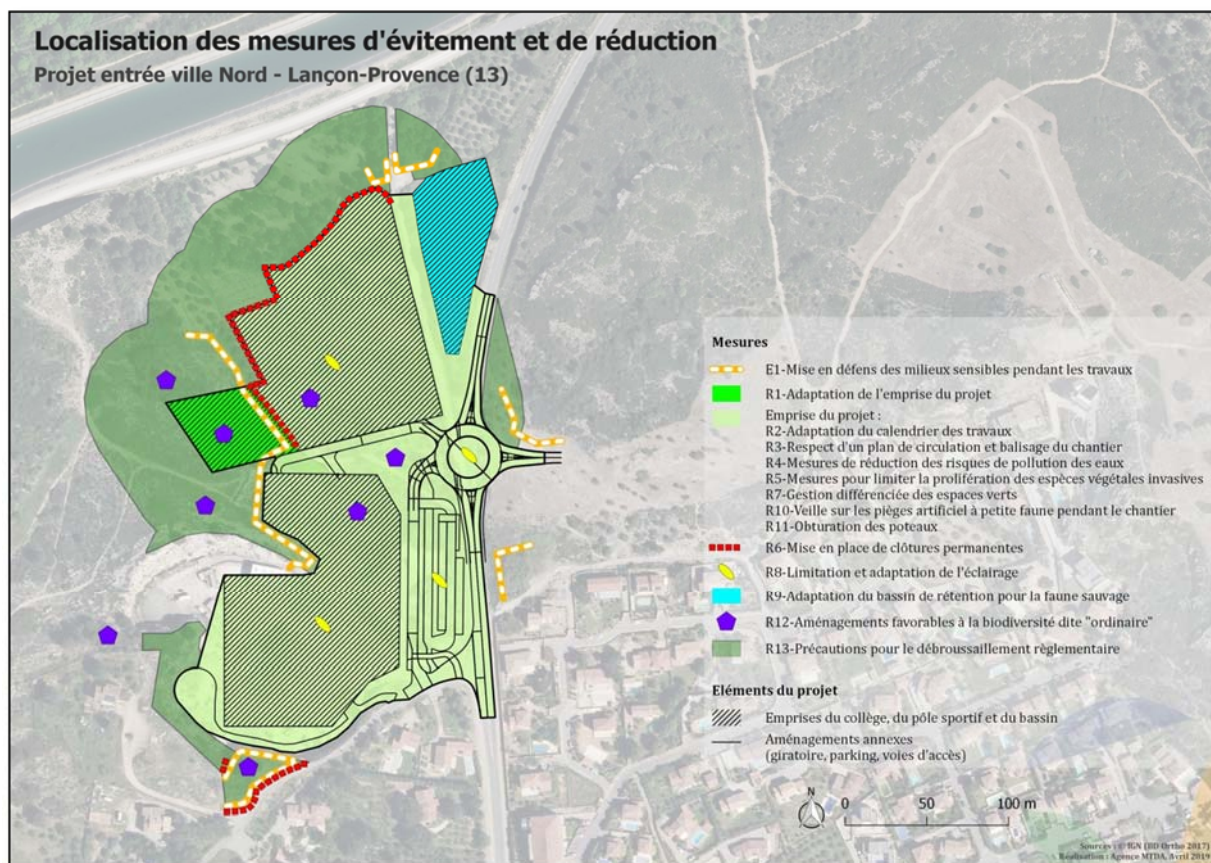 Localisation des mesures d'évitement et de réduction
Projet entrée ville Nord - Lançon-Provence (13)
Mesures
E1-Mise en défens des milieux sensibles pendant les travaux
R1-Adaptation de l'emprise du projet
Emprise du projet :
R2-Adaptation du calendrier des travaux
R3-Respect d'un plan de circulation et balisage du chantier
R4-Mesures de réduction des risques de pollution des eaux
R5-Mesures pour limiter la prolifération des espèces végétales invasives
R7-Gestion différenciée des espaces verts
R10-Veille sur les pièges artificiel à petite faune pendant le chantier
R11-Obturation des poteaux
R6-Mise en place de clôtures permanentes
R8-Limitation et adaptation de l'éclairage
R9-Adaptation du bassin de rétention pour la faune sauvage
R12-Aménagements favorables à la biodiversité dite "ordinaire"
R13-Précautions pour le débroussaillement règlementaire
Eléments du projet
Emprises du collège, du pôle sportif et du bassin
Aménagements annexes
(giratoire, parking, voies d'accès)
N
0 50 100 m
Sources : © IGN (BD Ortho 2017)
Réalisation : Agence MTDA, Avril 2019